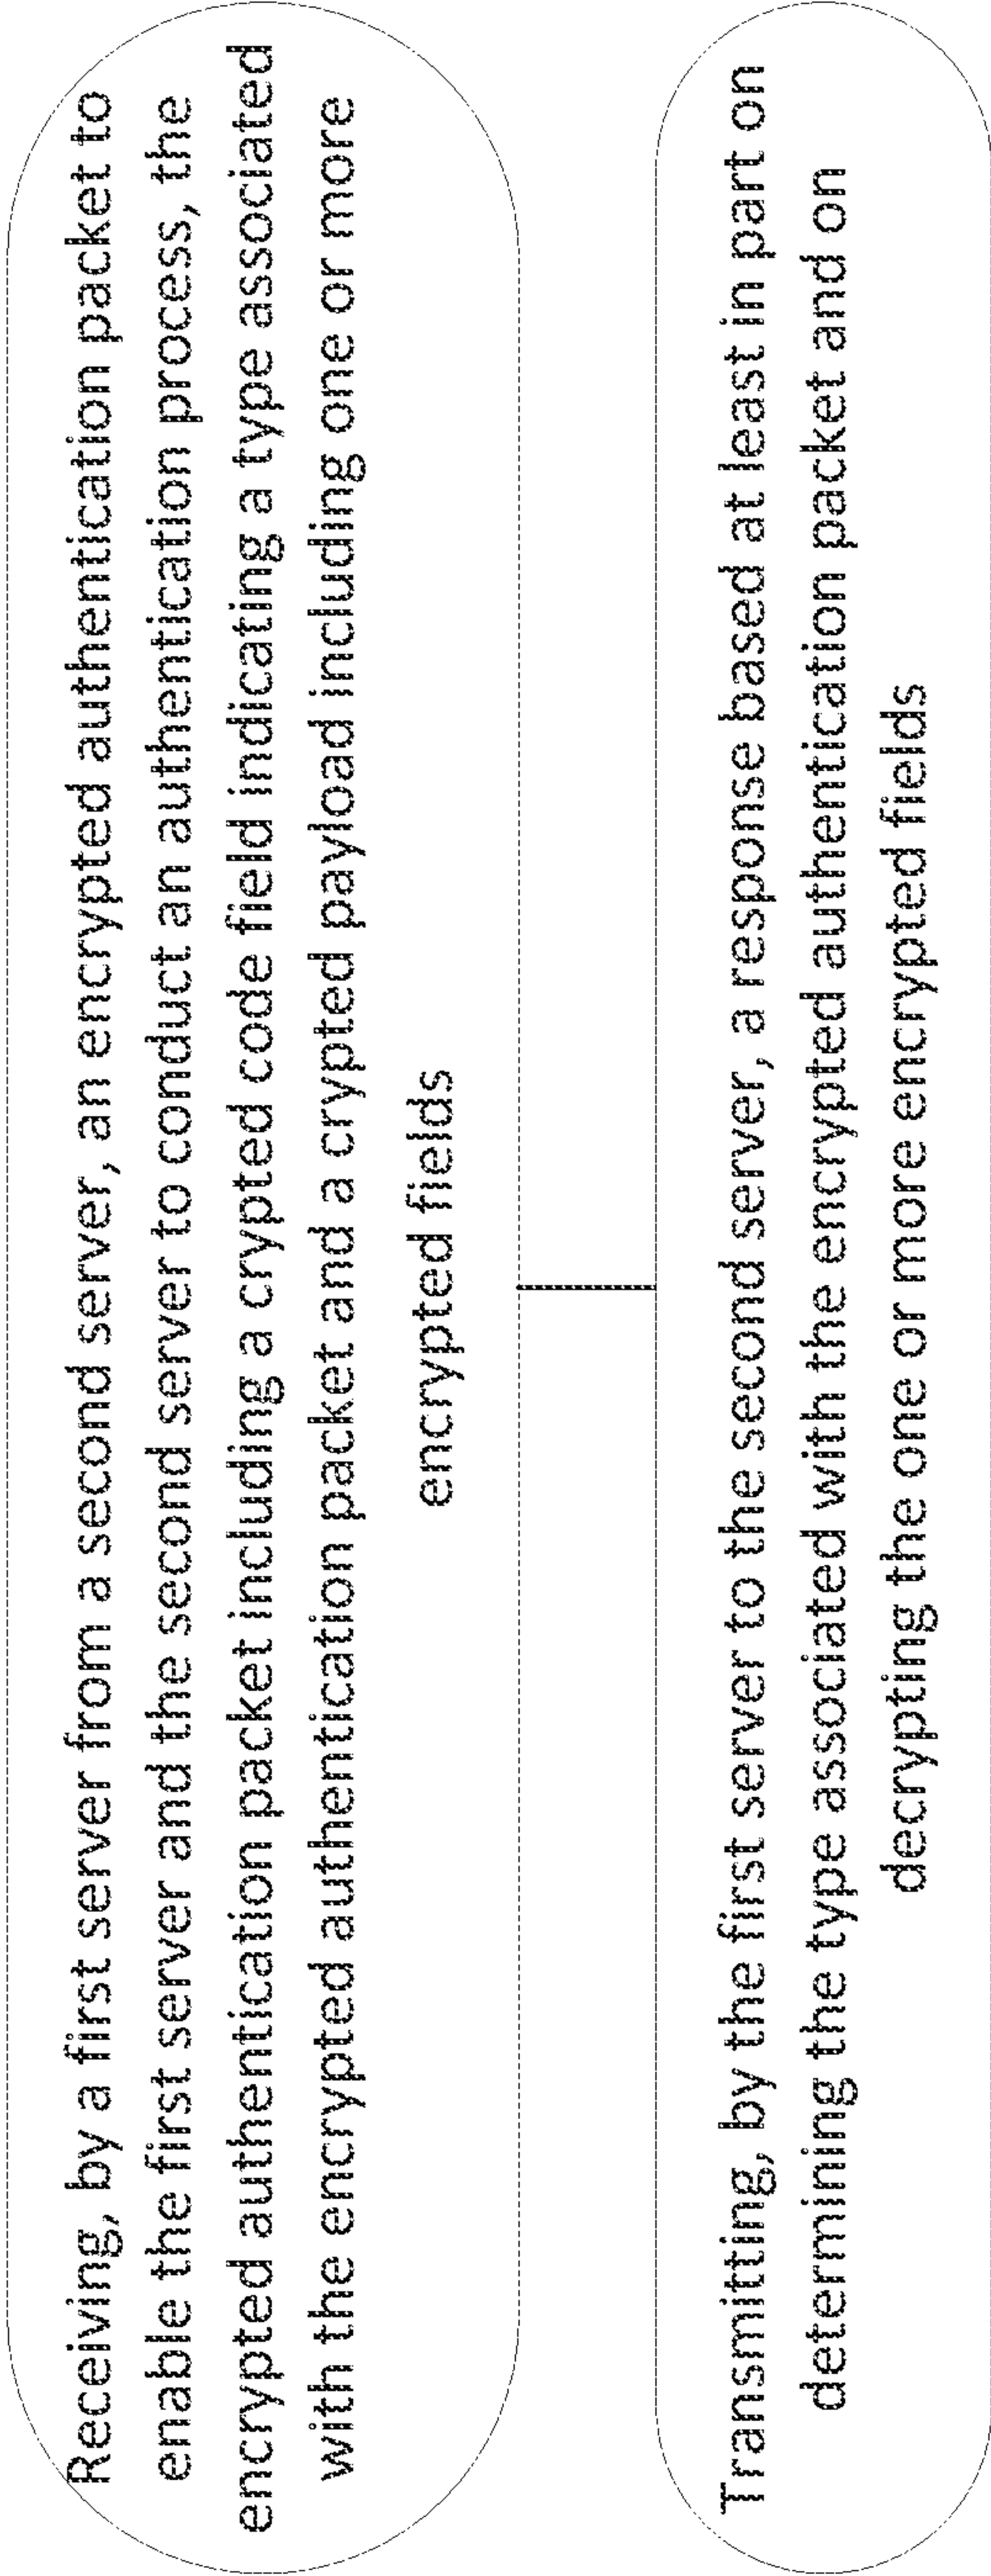 Receiving, by a first server from a second server, an encrypted authentication packet to
enable the first server and the second server to conduct an authentication process, the
encrypted authentication packet including a crypted code field indicating a type associated
with the encrypted authentication packet and a crypted payload including one or more
encrypted fields
Transmitting, by the first server to the second server, a response based at least in part on
determining the type associated with the encrypted authentication packet and on
decrypting the one or more encrypted fields